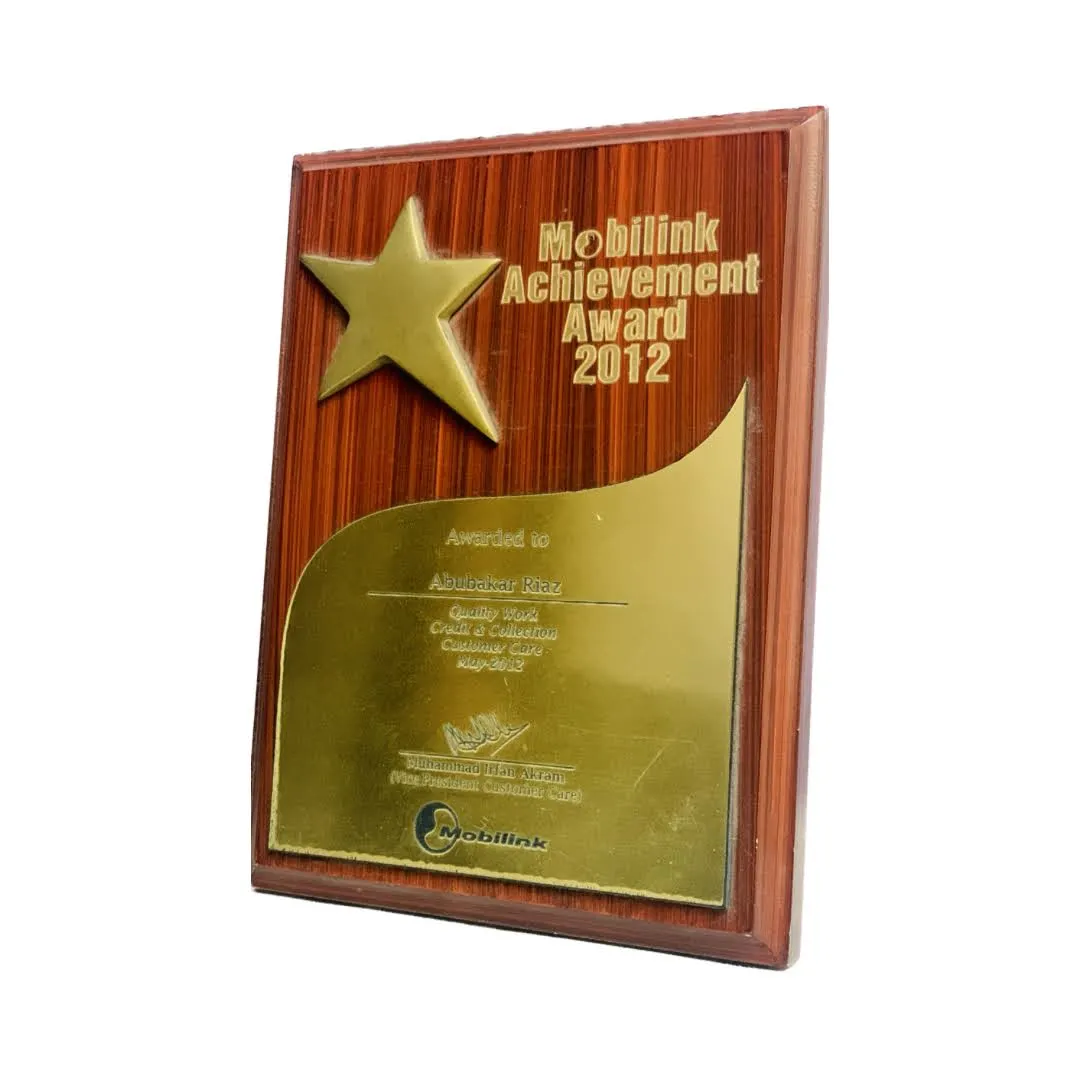 Mobilink
Achievement
Award
2012
Awarded to
Abubakar Riaz
Quality Work
Credit & Collection
Customer Care
May-2012
Muhammad Irfan Akram
(Vice President Customer Care)
Mobilink